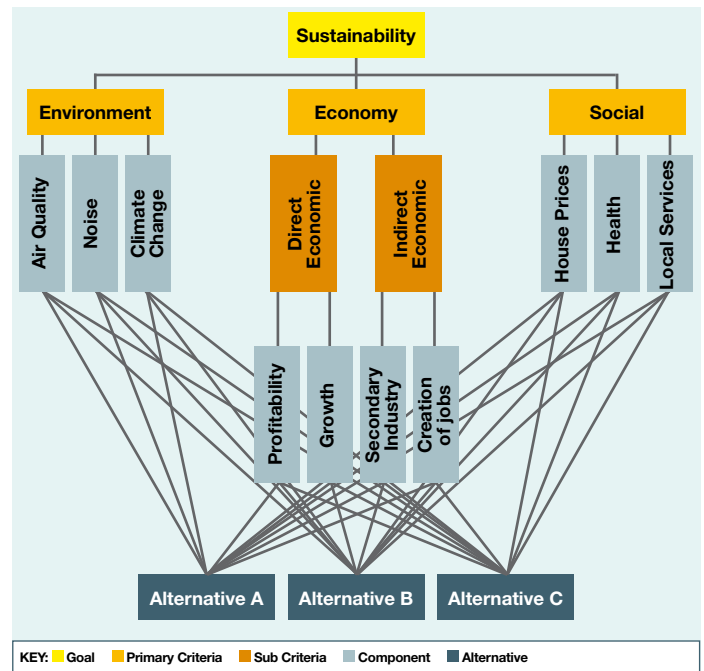 Sustainability
Environment
Economy
Social
Air Quality
Noise
Climate
Change
Direct
Economic
Indirect
Economic
House Prices
Health
Local Services
Profitability
Growth
Secondary
Industry
Creation
of jobs
Alternative A
Alternative B
Alternative C
KEY: Goal Primary Criteria Sub Criteria Component Alternative